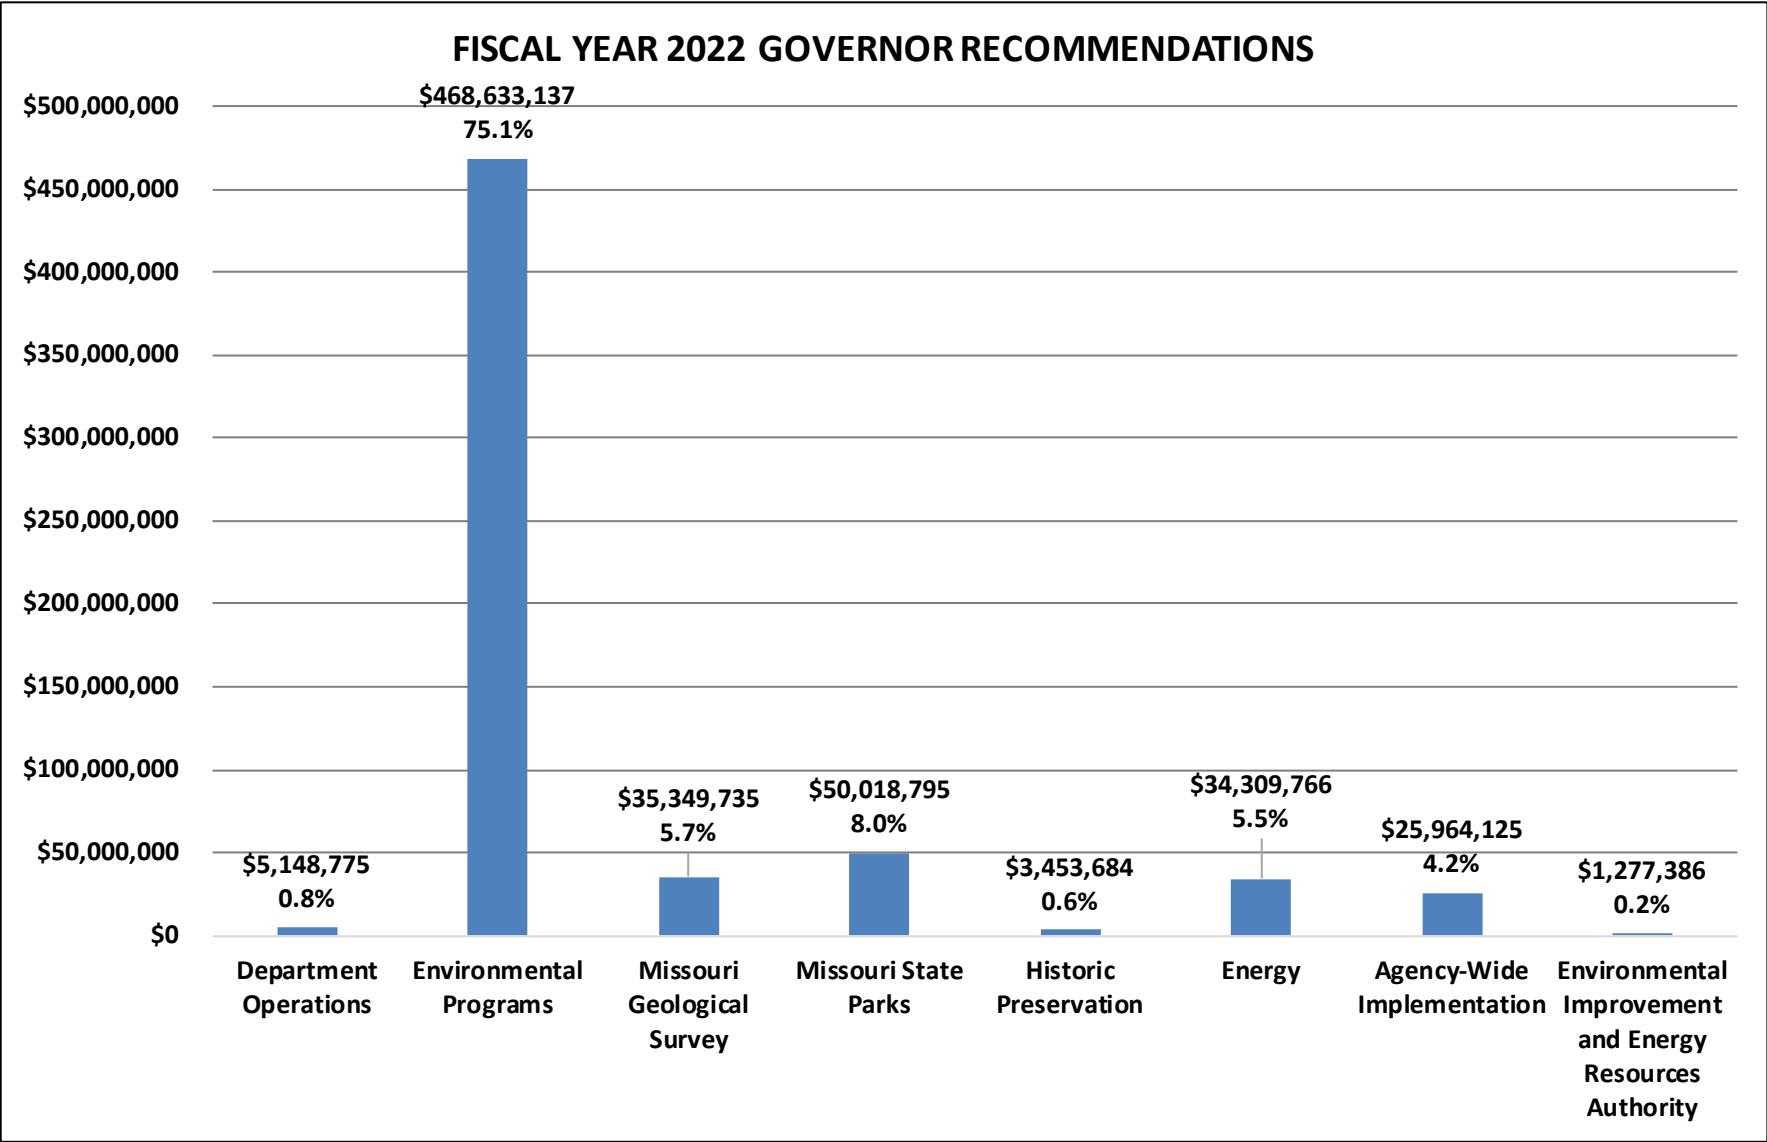 FISCAL YEAR 2022 GOVERNOR RECOMMENDATIONS
$500,000,000
$450,000,000
$400,000,000
$350,000,000
$300,000,000
$250,000,000
$200,000,000
$150,000,000
$100,000,000
$50,000,000
$0
$5,148,775
0.8%
$468,633,137
75.1%
$35,349,735
5.7%
$50,018,795
8.0%
$3,453,684
0.6%
$34,309,766
5.5%
$25,964,125
4.2%
$1,277,386
0.2%
Department
Operations
Environmental
Programs
Missouri
Geological
Survey
Missouri State
Parks
Historic
Preservation
Energy
Agency-Wide
Implementation
Environmental
Improvement
and Energy
Resources
Authority